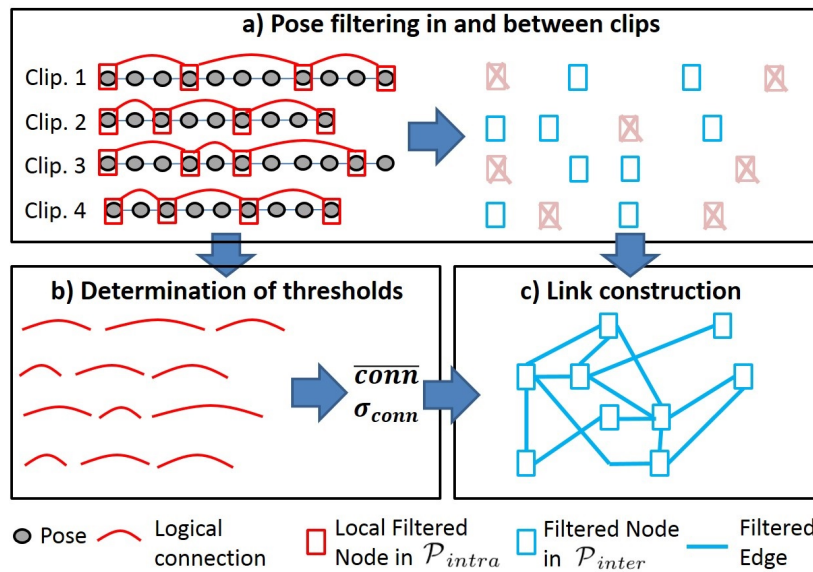 a) Pose filtering in and between clips
Clip. 1
Clip. 2
Clip. 3
Clip. 4
b) Determination of thresholds
c) Link construction
conn
σconn
Pose
Logical
connection
Local Filtered
Node in Pintra
Filtered Node
in Pinter
Filtered
Edge